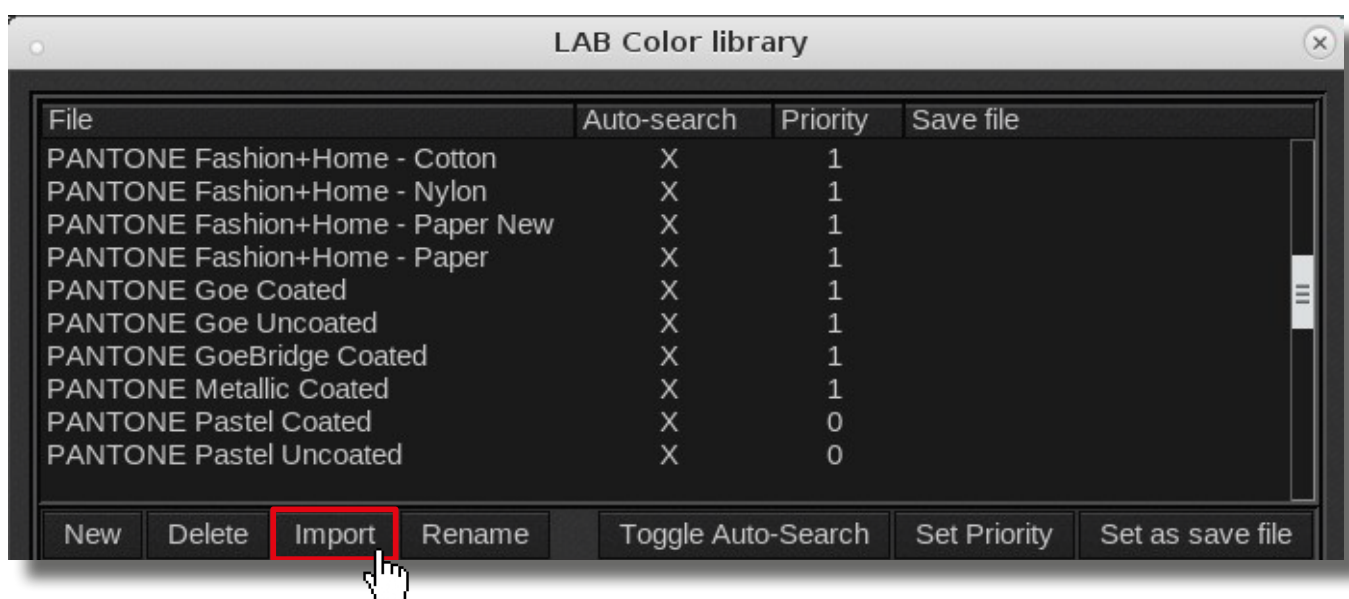 LAB Color library
File Auto-search Priority Save file
PANTONE Fashion+Home - Cotton X 1
PANTONE Fashion+Home - Nylon X 1
PANTONE Fashion+Home - Paper New X 1
PANTONE Fashion+Home - Paper X 1
PANTONE Goe Coated X 1
PANTONE Goe Uncoated X 1
PANTONE GoeBridge Coated X 1
PANTONE Metallic Coated X 1
PANTONE Pastel Coated X 0
PANTONE Pastel Uncoated X 0
New Delete Import Rename Toggle Auto-Search Set Priority Set as save file